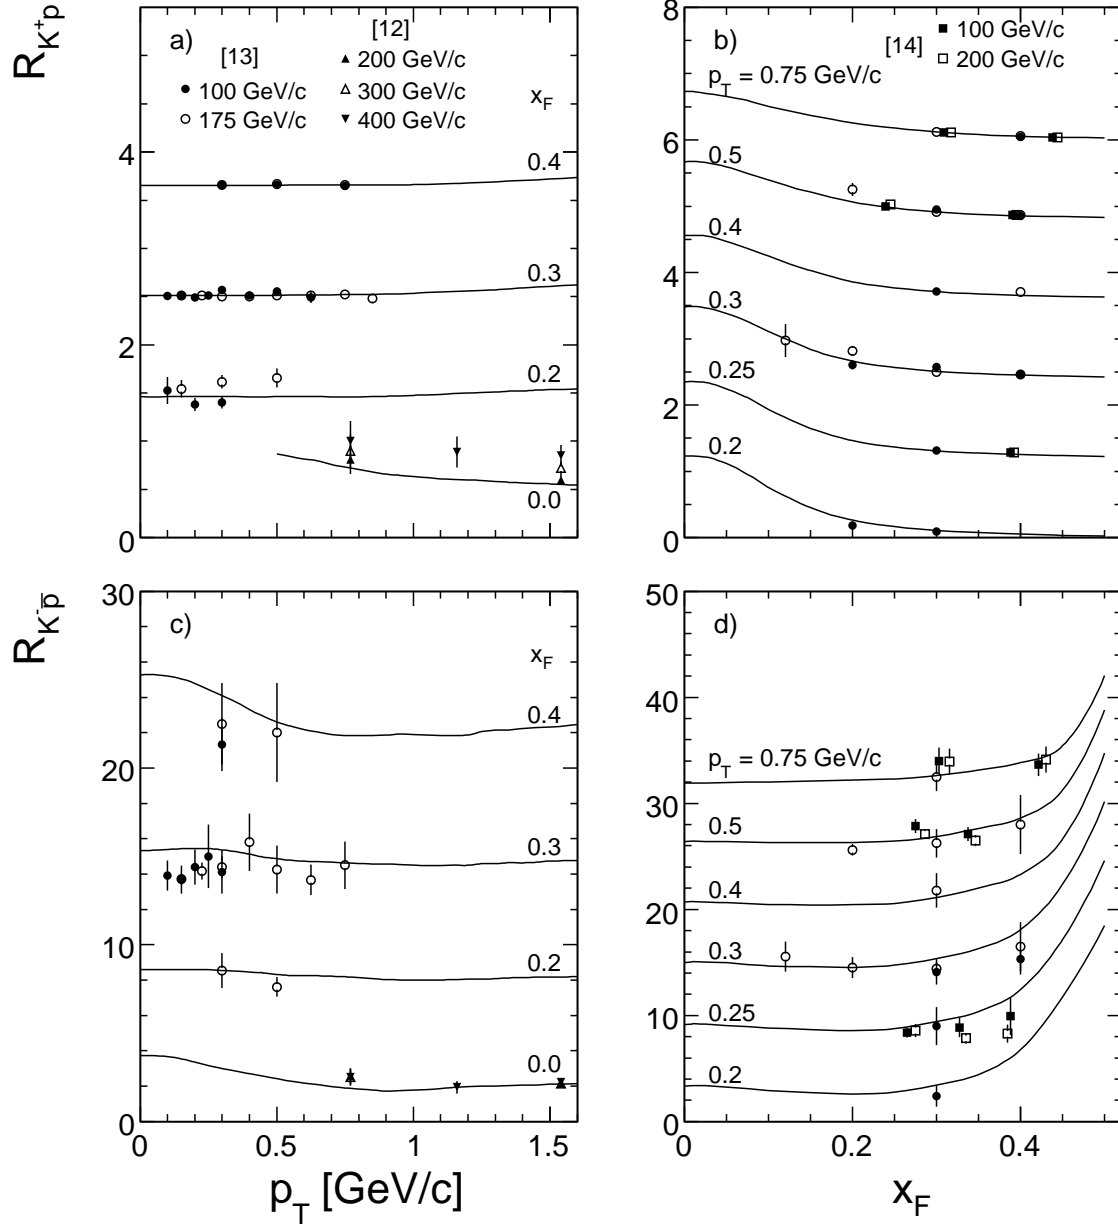 R_{K^+p}
a)
[13]
100 GeV/c
175 GeV/c
[12]
200 GeV/c
300 GeV/c
400 GeV/c
x_F
0.4
0.3
0.2
0.0
4
2
0
b)
[14]
100 GeV/c
200 GeV/c
p_T = 0.75 GeV/c
0.5
0.4
0.3
0.25
0.2
8
6
4
2
0
R_{K^-p̅}
c)
x_F
0.4
0.3
0.2
0.0
30
20
10
0
0 0.5 1 1.5
p_T [GeV/c]
d)
p_T = 0.75 GeV/c
0.5
0.4
0.3
0.25
0.2
50
40
30
20
10
0
0 0.2 0.4
x_F